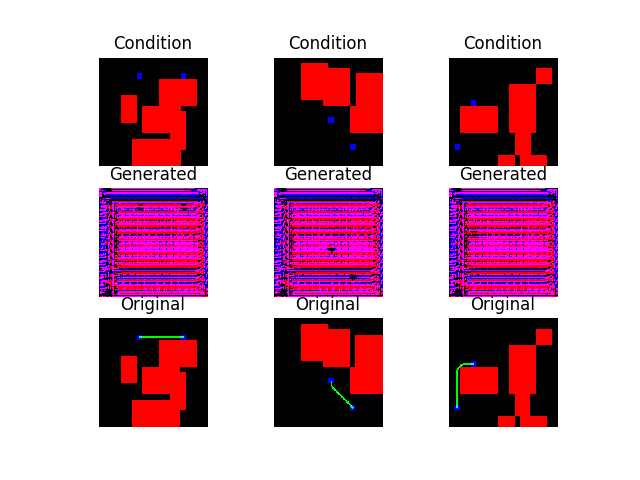 Condition Condition Condition
Generated Generated Generated
Original Original Original